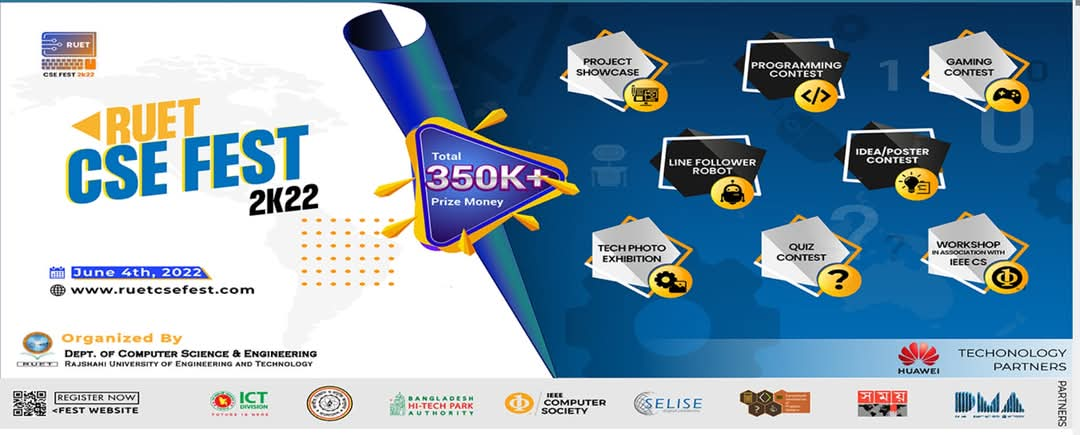 RUET
CSE FEST 2k22
RUET
CSE FEST
2K22
June 4th, 2022
www.ruetcsefest.com
Organized By
RUET
DEPT. OF COMPUTER SCIENCE & ENGINEERING
RAJSHAHI UNIVERSITY OF ENGINEERING AND TECHNOLOGY
Total
350K+
Prize Money
PROJECT
SHOWCASE
PROGRAMMING
CONTEST
GAMING
CONTEST
LINE FOLLOWER
ROBOT
IDEA/POSTER
CONTEST
TECH PHOTO
EXHIBITION
QUIZ
CONTEST
WORKSHOP
IN ASSOCIATION WITH
IEEE CS
HUAWEI
TECHONOLOGY
PARTNERS
REGISTER NOW
<FEST WEBSITE
ICT
DIVISION
FUTURE IS HERE
BANGLADESH
HI-TECH PARK
AUTHORITY
IEEE
COMPUTER
SOCIETY
SELISE
সময়
PARTNERS